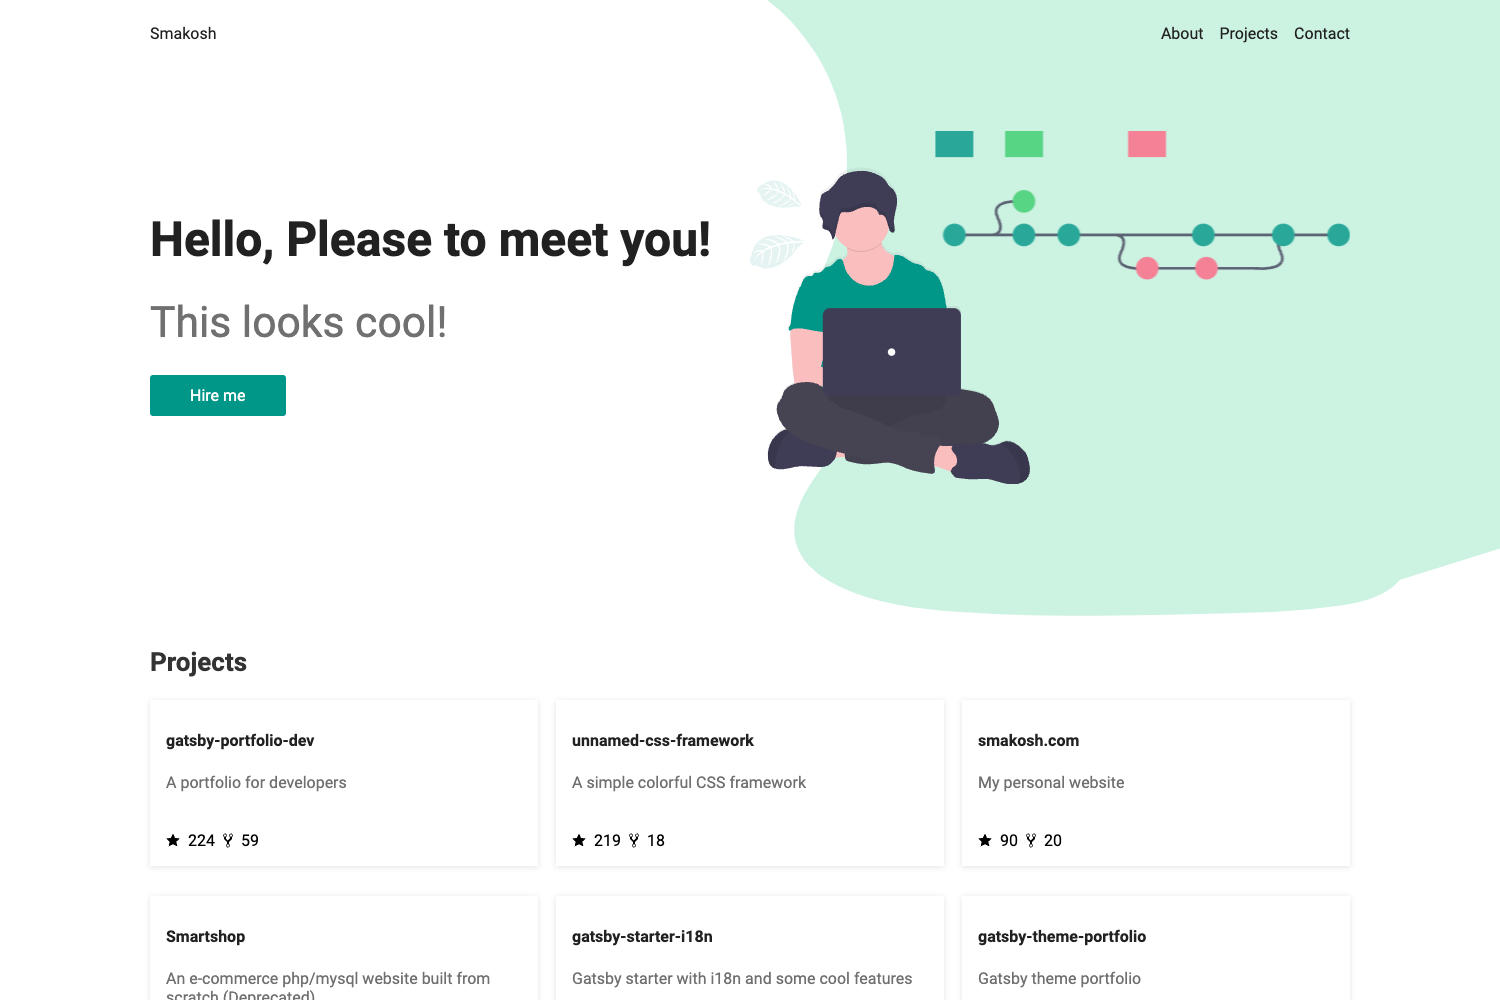 Smakosh
About Projects Contact
Hello, Please to meet you!
This looks cool!
Hire me
Projects
gatsby-portfolio-dev
A portfolio for developers
224 59
unnamed-css-framework
A simple colorful CSS framework
219 18
smakosh.com
My personal website
90 20
Smartshop
An e-commerce php/mysql website built from
scratch (Deprecated)
gatsby-starter-i18n
Gatsby starter with i18n and some cool features
gatsby-theme-portfolio
Gatsby theme portfolio